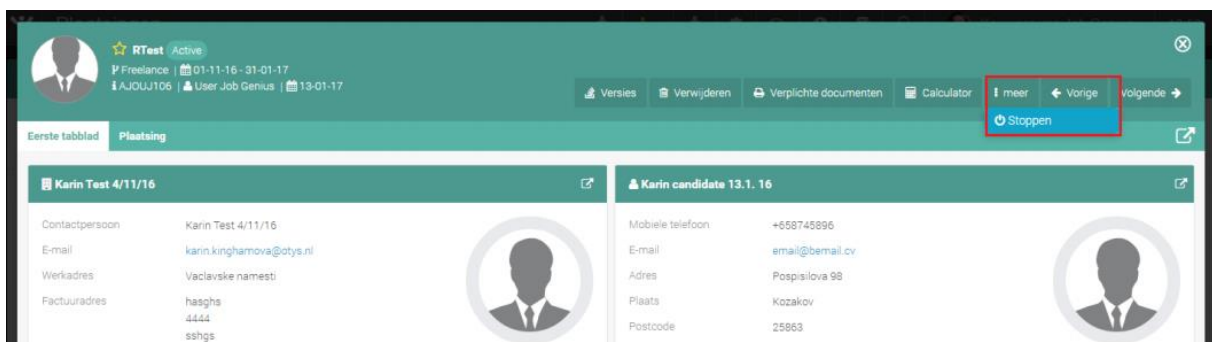 RTest Active
Freelance | 01-11-16 - 31-01-17
AJOUJ106 | User Job Genius | 13-01-17
Versies Verwijderen Verplichte documenten Calculator meer Vorige Volgende
Stoppen
Eerste tabblad Plaatsing
Karin Test 4/11/16
Contactpersoon Karin Test 4/11/16
E-mail karin.kinghamova@otys.nl
Werkadres Vaclavske namesti
Factuuradres hasghs
4444
sshgs
Karin candidate 13.1. 16
Mobiele telefoon +658745896
E-mail email@bemail.cv
Adres Pospisilova 98
Plaats Kozakov
Postcode 25863